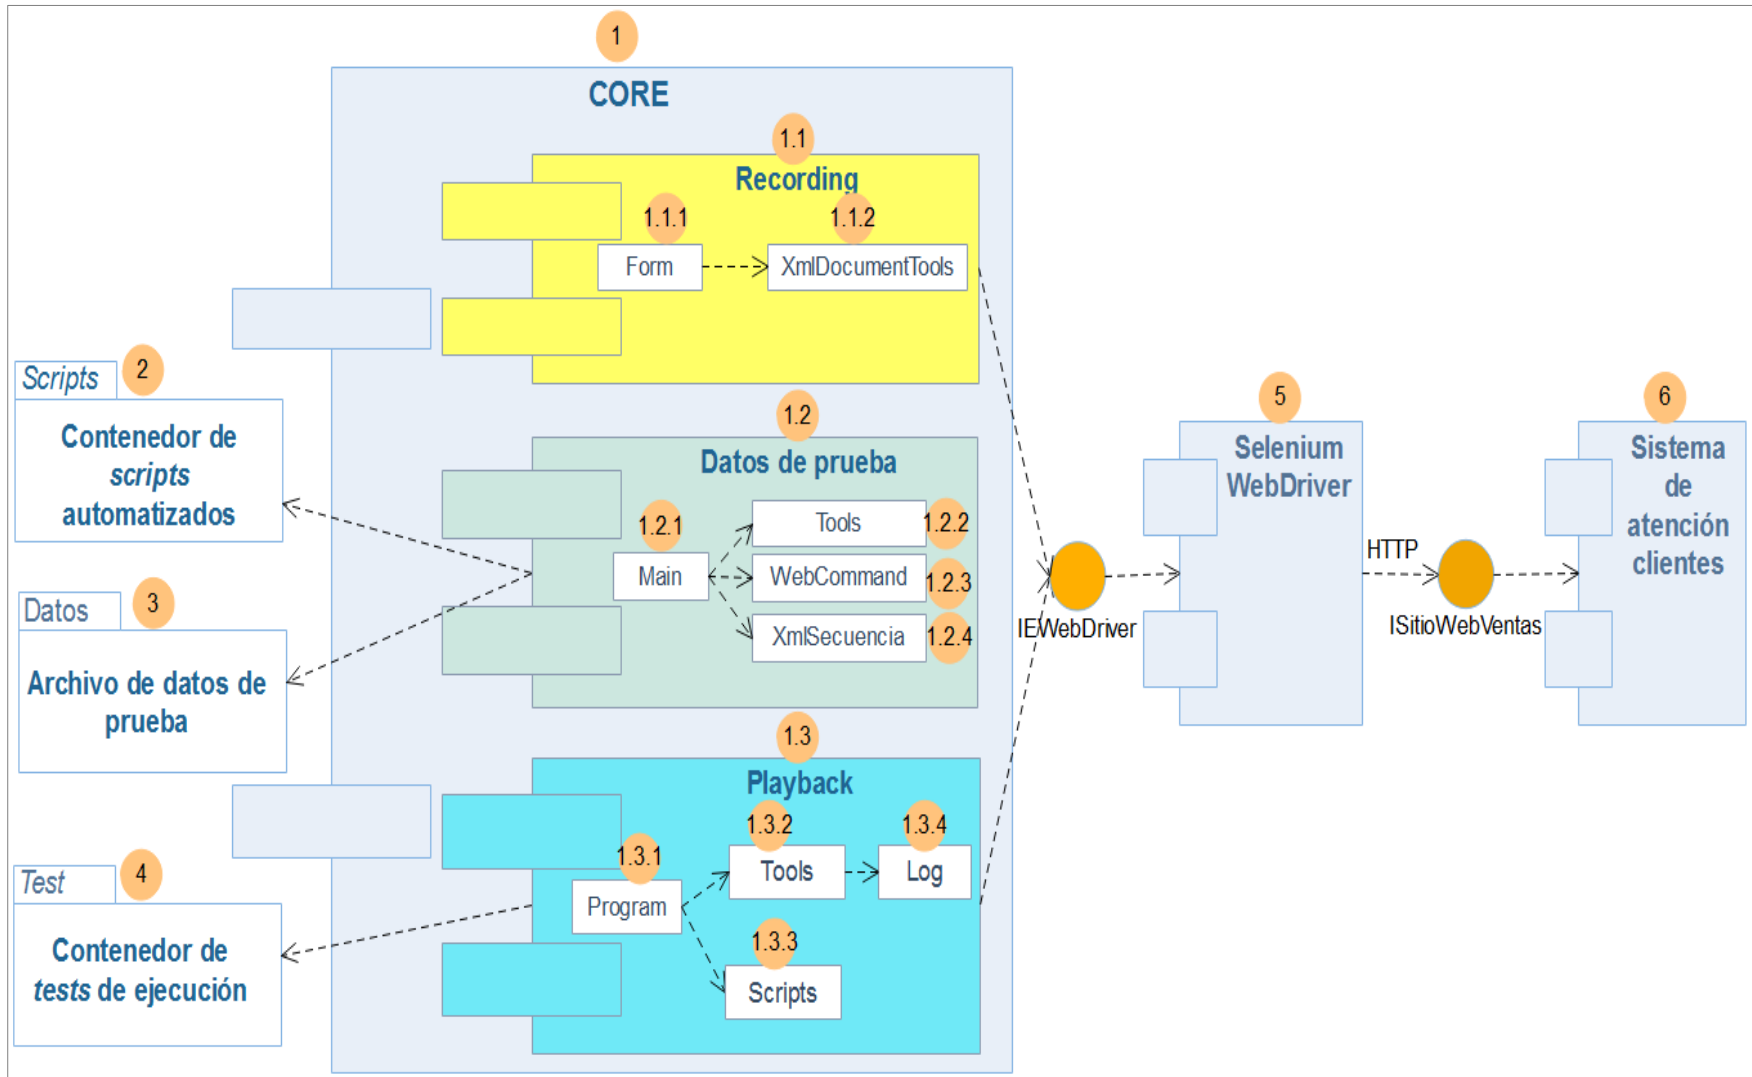 1
CORE
1.1
Recording
1.1.1
1.1.2
Form
XmlDocumentTools
2
Scripts
Contenedor de
scripts
automatizados
1.2
Datos de prueba
1.2.1
Tools
1.2.2
Main
WebCommand
1.2.3
XmlSecuencia
1.2.4
3
Datos
Archivo de datos de
prueba
1.3
Playback
1.3.2
1.3.4
1.3.1
Tools
Log
Program
1.3.3
Scripts
4
Test
Contenedor de
tests de ejecución
IEWebDriver
5
Selenium
WebDriver
HTTP
ISitioWebVentas
6
Sistema
de
atención
clientes